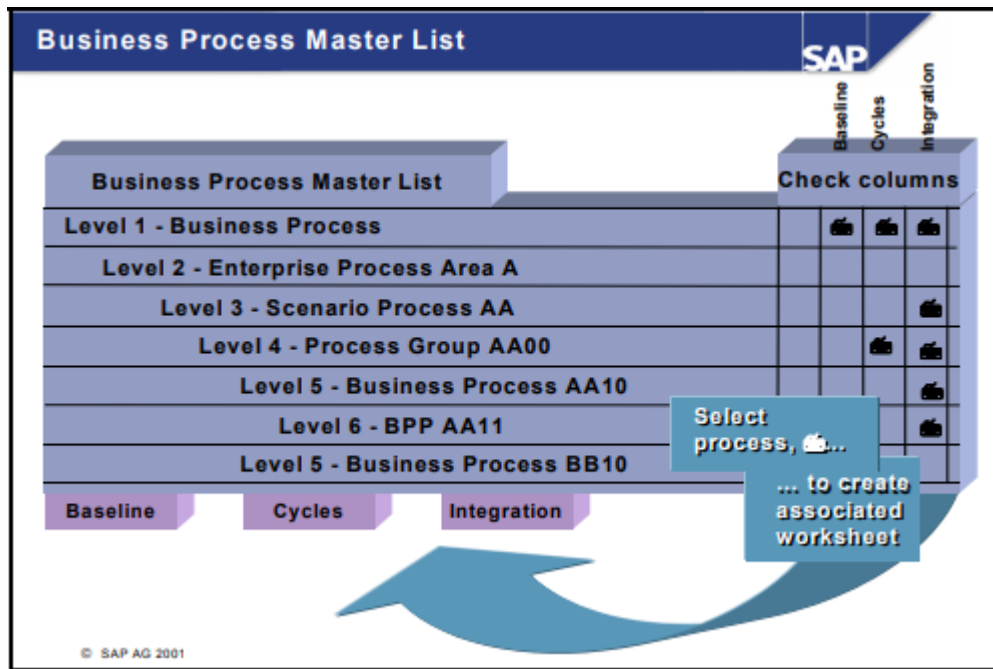 Business Process Master List
SAP
Baseline
Cycles
Integration
Business Process Master List
Check columns
Level 1 - Business Process
Level 2 - Enterprise Process Area A
Level 3 - Scenario Process AA
Level 4 - Process Group AA00
Level 5 - Business Process AA10
Level 6 - BPP AA11
Level 5 - Business Process BB10
Select
process, ...
... to create
associated
worksheet
Baseline
Cycles
Integration
© SAP AG 2001